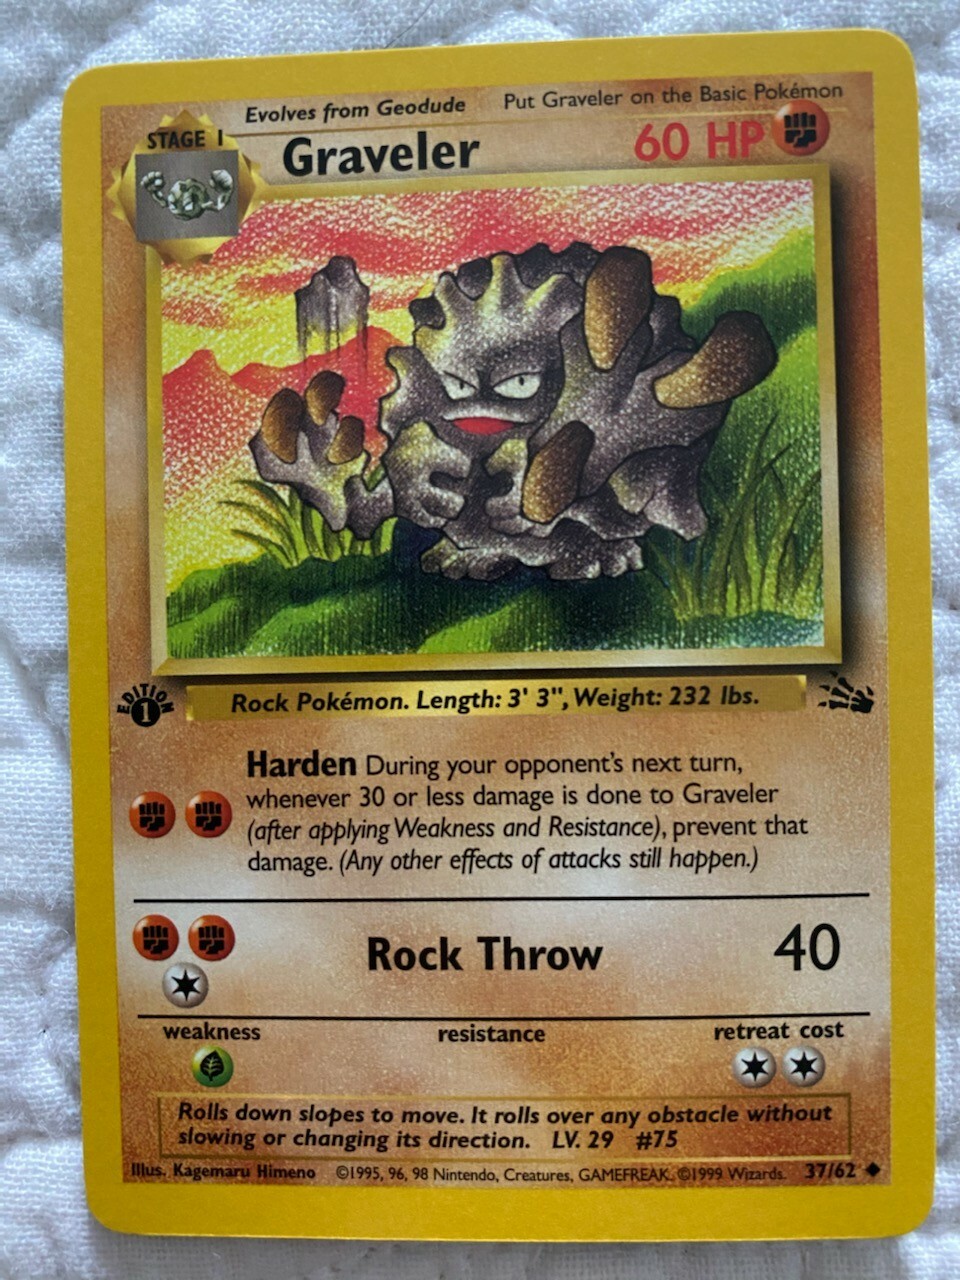 Evolves from Geodude Put Graveler on the Basic Pokémon
STAGE 1 Graveler 60 HP
EDITION 1
Rock Pokémon. Length: 3' 3", Weight: 232 lbs.
Harden During your opponent's next turn,
whenever 30 or less damage is done to Graveler
(after applying Weakness and Resistance), prevent that
damage. (Any other effects of attacks still happen.)
Rock Throw 40
weakness resistance retreat cost
Rolls down slopes to move. It rolls over any obstacle without
slowing or changing its direction. LV. 29 #75
Illus. Kagemaru Himeno ©1995, 96, 98 Nintendo, Creatures, GAMEFREAK. ©1999 Wizards. 37/62